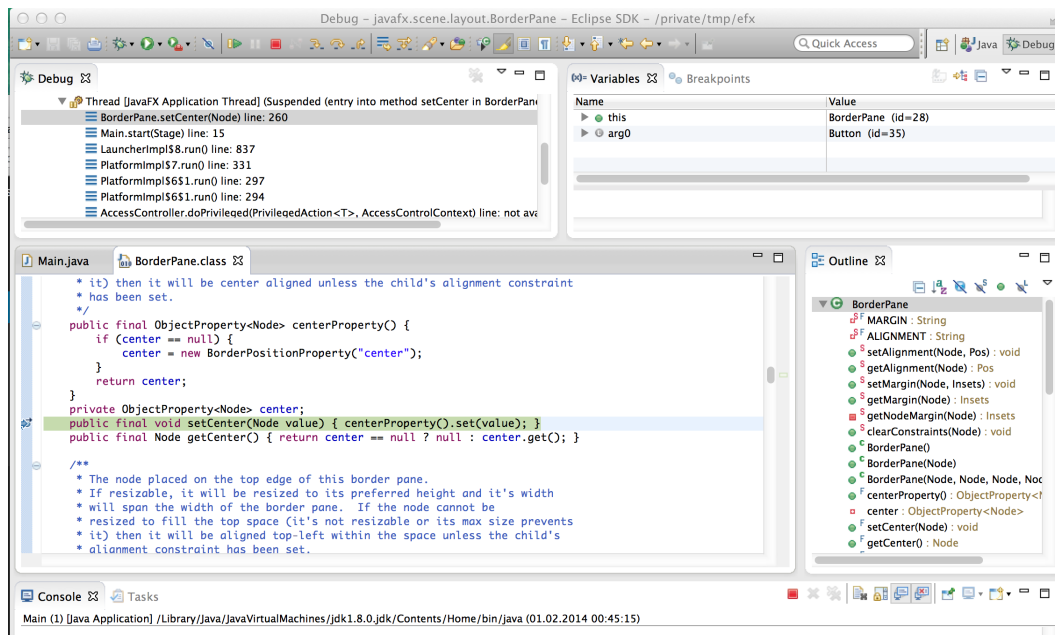 Debug – javafx.scene.layout.BorderPane – Eclipse SDK – /private/tmp/efx
Quick Access
Java
Debug
Debug
Thread [JavaFX Application Thread] (Suspended (entry into method setCenter in BorderPane
BorderPane.setCenter(Node) line: 260
Main.start(Stage) line: 15
LauncherImpl$8.run() line: 837
PlatformImpl$7.run() line: 331
PlatformImpl$6$1.run() line: 297
PlatformImpl$6$1.run() line: 294
AccessController.doPrivileged(PrivilegedAction<T>, AccessControlContext) line: not ava
(x)= Variables
Breakpoints
Name Value
this BorderPane (id=28)
arg0 Button (id=35)
Main.java
BorderPane.class
* it) then it will be center aligned unless the child's alignment constraint
* has been set.
*/
public final ObjectProperty<Node> centerProperty() {
if (center == null) {
center = new BorderPositionProperty("center");
}
return center;
}
private ObjectProperty<Node> center;
public final void setCenter(Node value) { centerProperty().set(value); }
public final Node getCenter() { return center == null ? null : center.get(); }
/**
* The node placed on the top edge of this border pane.
* If resizable, it will be resized to its preferred height and it's width
* will span the width of the border pane.  If the node cannot be
* resized to fill the top space (it's not resizable or its max size prevents
* it) then it will be aligned top-left within the space unless the child's
* alignment constraint has been set.
Outline
BorderPane
MARGIN : String
ALIGNMENT : String
setAlignment(Node, Pos) : void
getAlignment(Node) : Pos
setMargin(Node, Insets) : void
getMargin(Node) : Insets
getNodeMargin(Node) : Insets
clearConstraints(Node) : void
BorderPane()
BorderPane(Node)
BorderPane(Node, Node, Node, Noc
centerProperty() : ObjectProperty<N
center : ObjectProperty<Node>
setCenter(Node) : void
getCenter() : Node
Console
Tasks
Main (1) [Java Application] /Library/Java/JavaVirtualMachines/jdk1.8.0.jdk/Contents/Home/bin/java (01.02.2014 00:45:15)